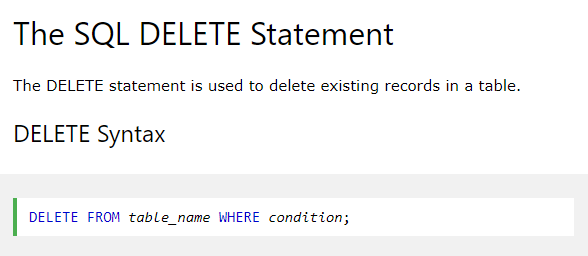 The SQL DELETE Statement
The DELETE statement is used to delete existing records in a table.
DELETE Syntax
DELETE FROM table_name WHERE condition;